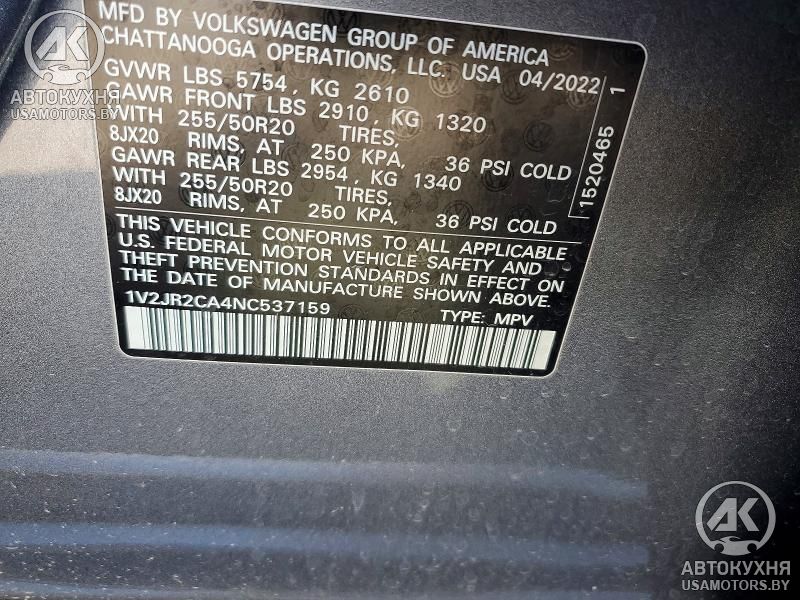 MFD BY VOLKSWAGEN GROUP OF AMERICA
CHATTANOOGA OPERATIONS, LLC. USA 04/2022
GVWR LBS 5754, KG 2610
GAWR FRONT LBS 2910, KG 1320
WITH 255/50R20 TIRES,
8JX20 RIMS, AT 250 KPA, 36 PSI COLD
GAWR REAR LBS 2954, KG 1340
WITH 255/50R20 TIRES,
8JX20 RIMS, AT 250 KPA, 36 PSI COLD
1520465 1
THIS VEHICLE CONFORMS TO ALL APPLICABLE
U.S. FEDERAL MOTOR VEHICLE SAFETY AND
THEFT PREVENTION STANDARDS IN EFFECT ON
THE DATE OF MANUFACTURE SHOWN ABOVE.
1V2JR2CA4NC537159 TYPE: MPV
АК
АВТОКУХНЯ
USAMOTORS.BY
АК
АВТОКУХНЯ
USAMOTORS.BY